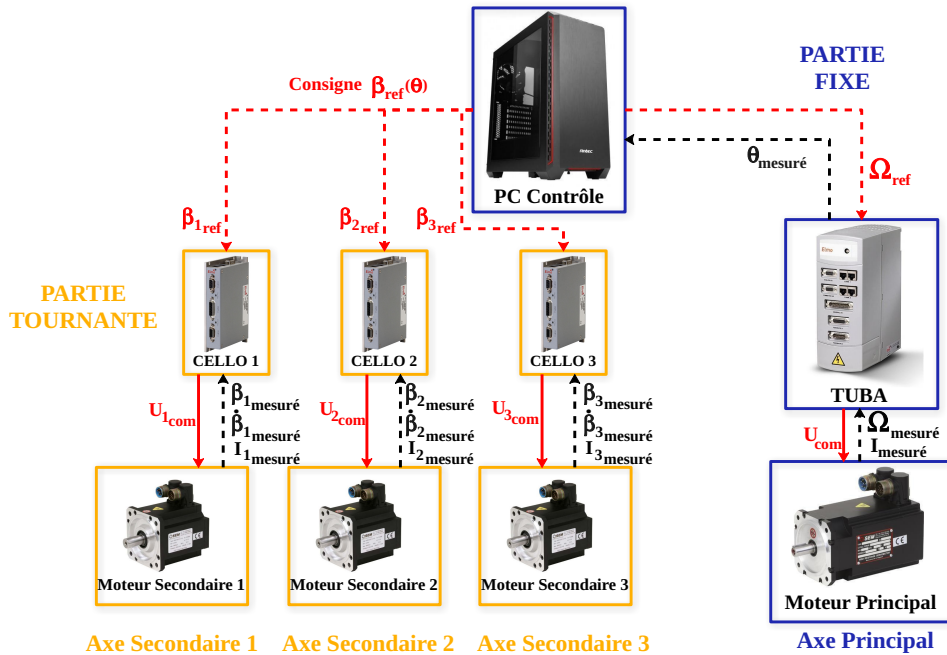 PARTIE
FIXE
Consigne βref(θ)
Antec
PC Contrôle
θmesuré
Ωref
β1ref
β2ref
β3ref
PARTIE
TOURNANTE
CELLO 1
CELLO 2
CELLO 3
Elmo
TUBA
U1com
β1mesuré
β̇1mesuré
I1mesuré
U2com
β2mesuré
β̇2mesuré
I2mesuré
U3com
β3mesuré
β̇3mesuré
I3mesuré
Ucom
Ωmesuré
Imesuré
Moteur Secondaire 1
Moteur Secondaire 2
Moteur Secondaire 3
Moteur Principal
Axe Secondaire 1
Axe Secondaire 2
Axe Secondaire 3
Axe Principal